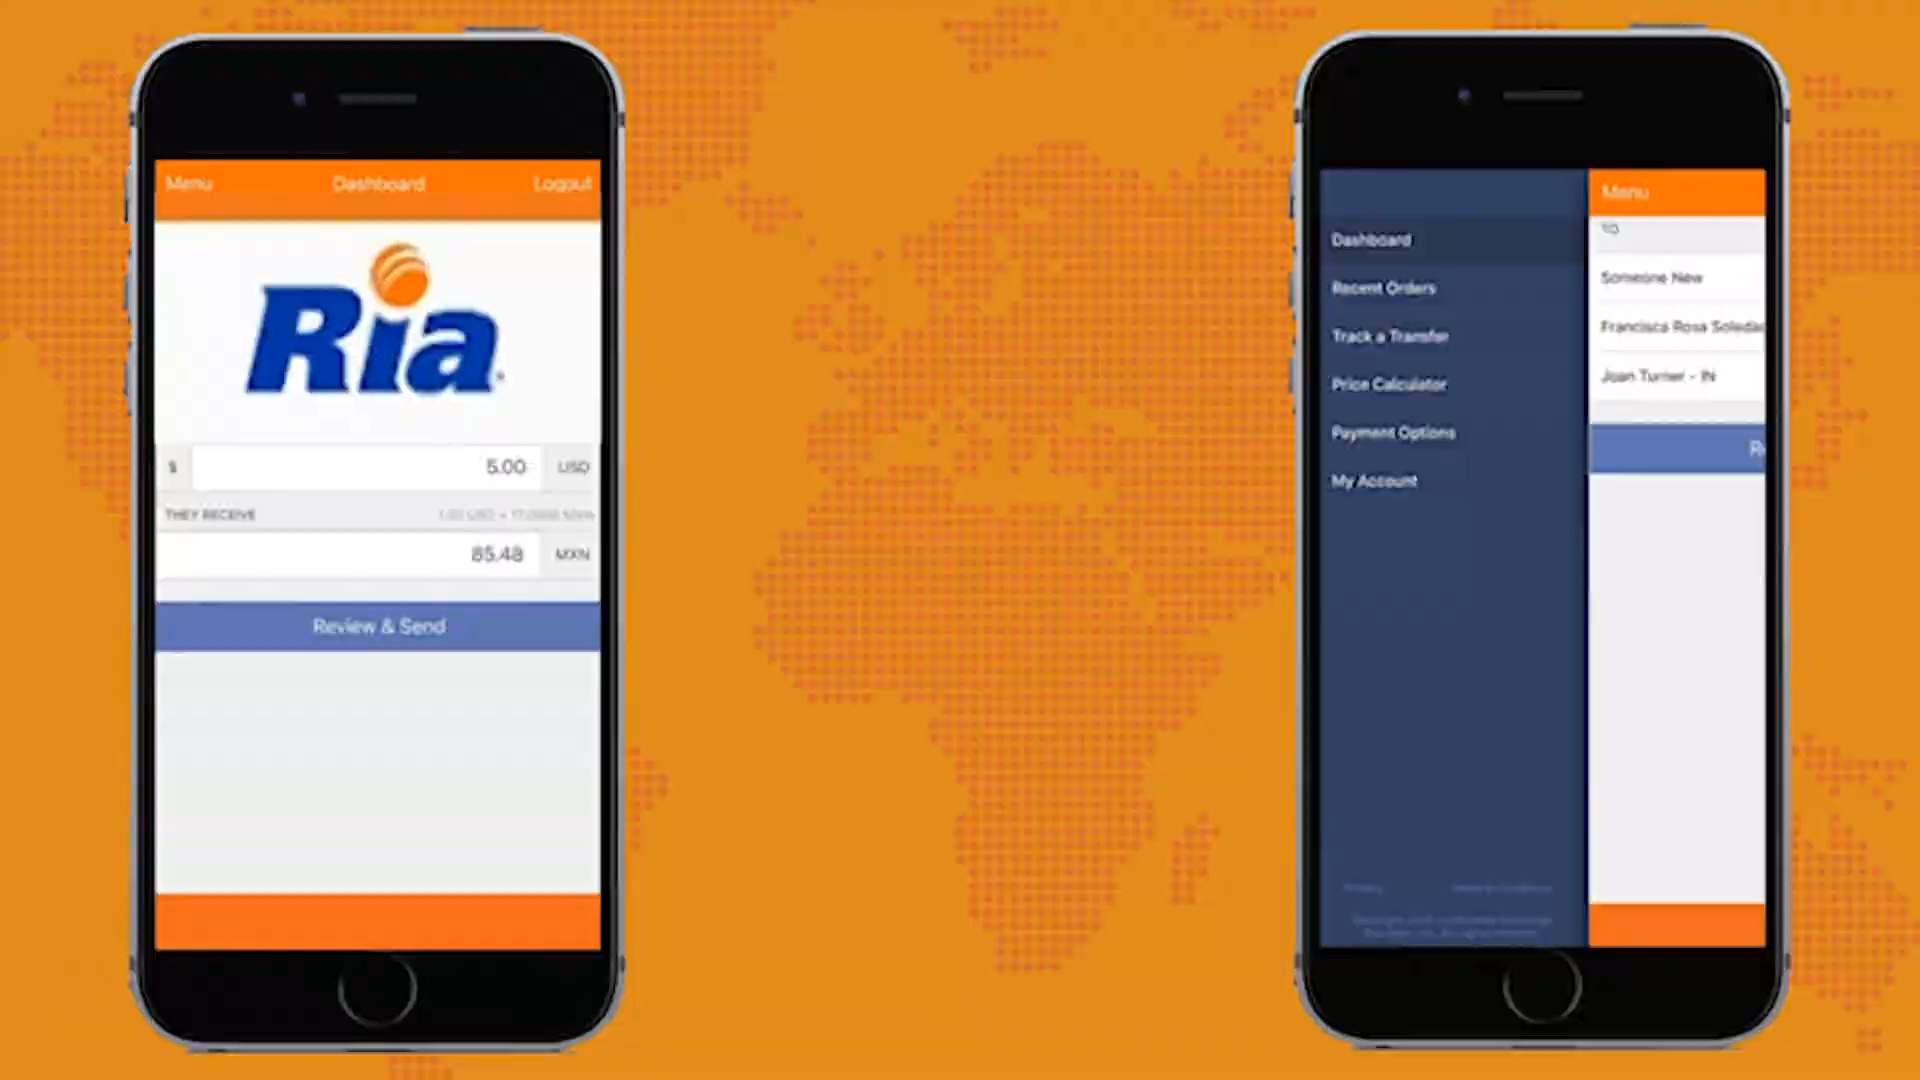 Menu Dashboard Logout
Ria
$ 5.00 USD
THEY RECEIVE
85.48 MXN
Review & Send
Dashboard
Recent Orders
Track a Transfer
Price Calculator
Payment Options
My Account
Menu
TO
Someone New
Francisca Rosa Soledad
Joan Turner - IN